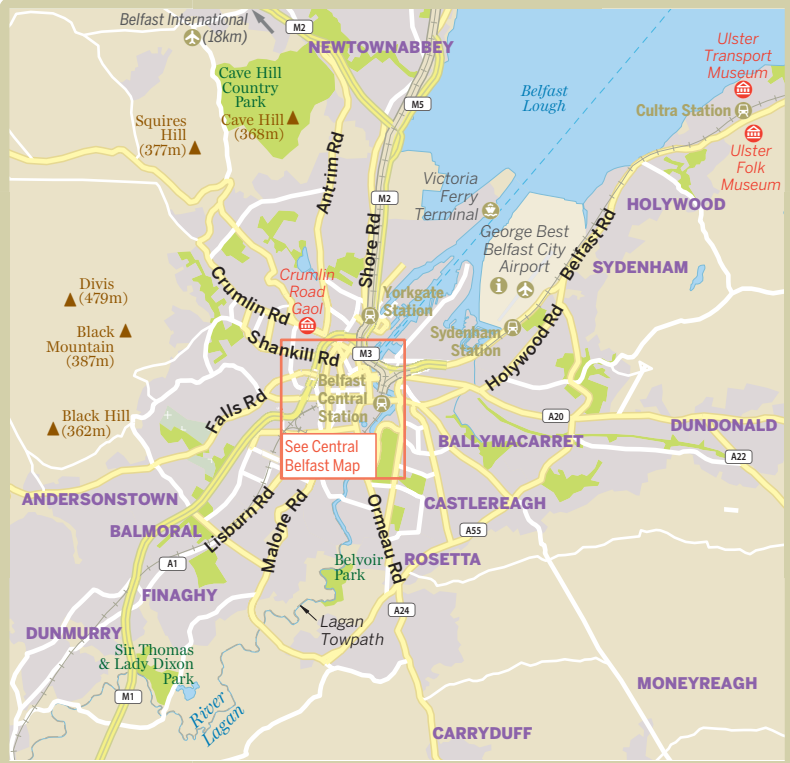 Belfast International
(18km)
M2
NEWTOWNABBEY
Ulster
Transport
Museum
Cave Hill
Country
Park
Cave Hill
(368m)
M5
Belfast
Lough
Cultra Station
Squires
Hill
(377m)
Ulster
Folk
Museum
Antrim Rd
Victoria
Ferry
Terminal
M2
HOLYWOOD
Shore Rd
George Best
Belfast City
Airport
i
Belfast Rd
SYDENHAM
Divis
(479m)
Crumlin
Road
Gaol
Crumlin Rd
Yorkgate
Station
Sydenham
Station
Holywood Rd
Black
Mountain
(387m)
Shankill Rd
M3
Belfast
Central
Station
Falls Rd
Black Hill
(362m)
A20
DUNDONALD
See Central
Belfast Map
BALLYMACARRET
A22
ANDERSONSTOWN
CASTLEREAGH
BALMORAL
Lisburn Rd
Malone Rd
Ormeau Rd
A55
A1
Belvoir
Park
ROSETTA
FINAGHY
A24
Lagan
Towpath
DUNMURRY
Sir Thomas
& Lady Dixon
Park
M1
River
Lagan
MONEYREAGH
CARRYDUFF